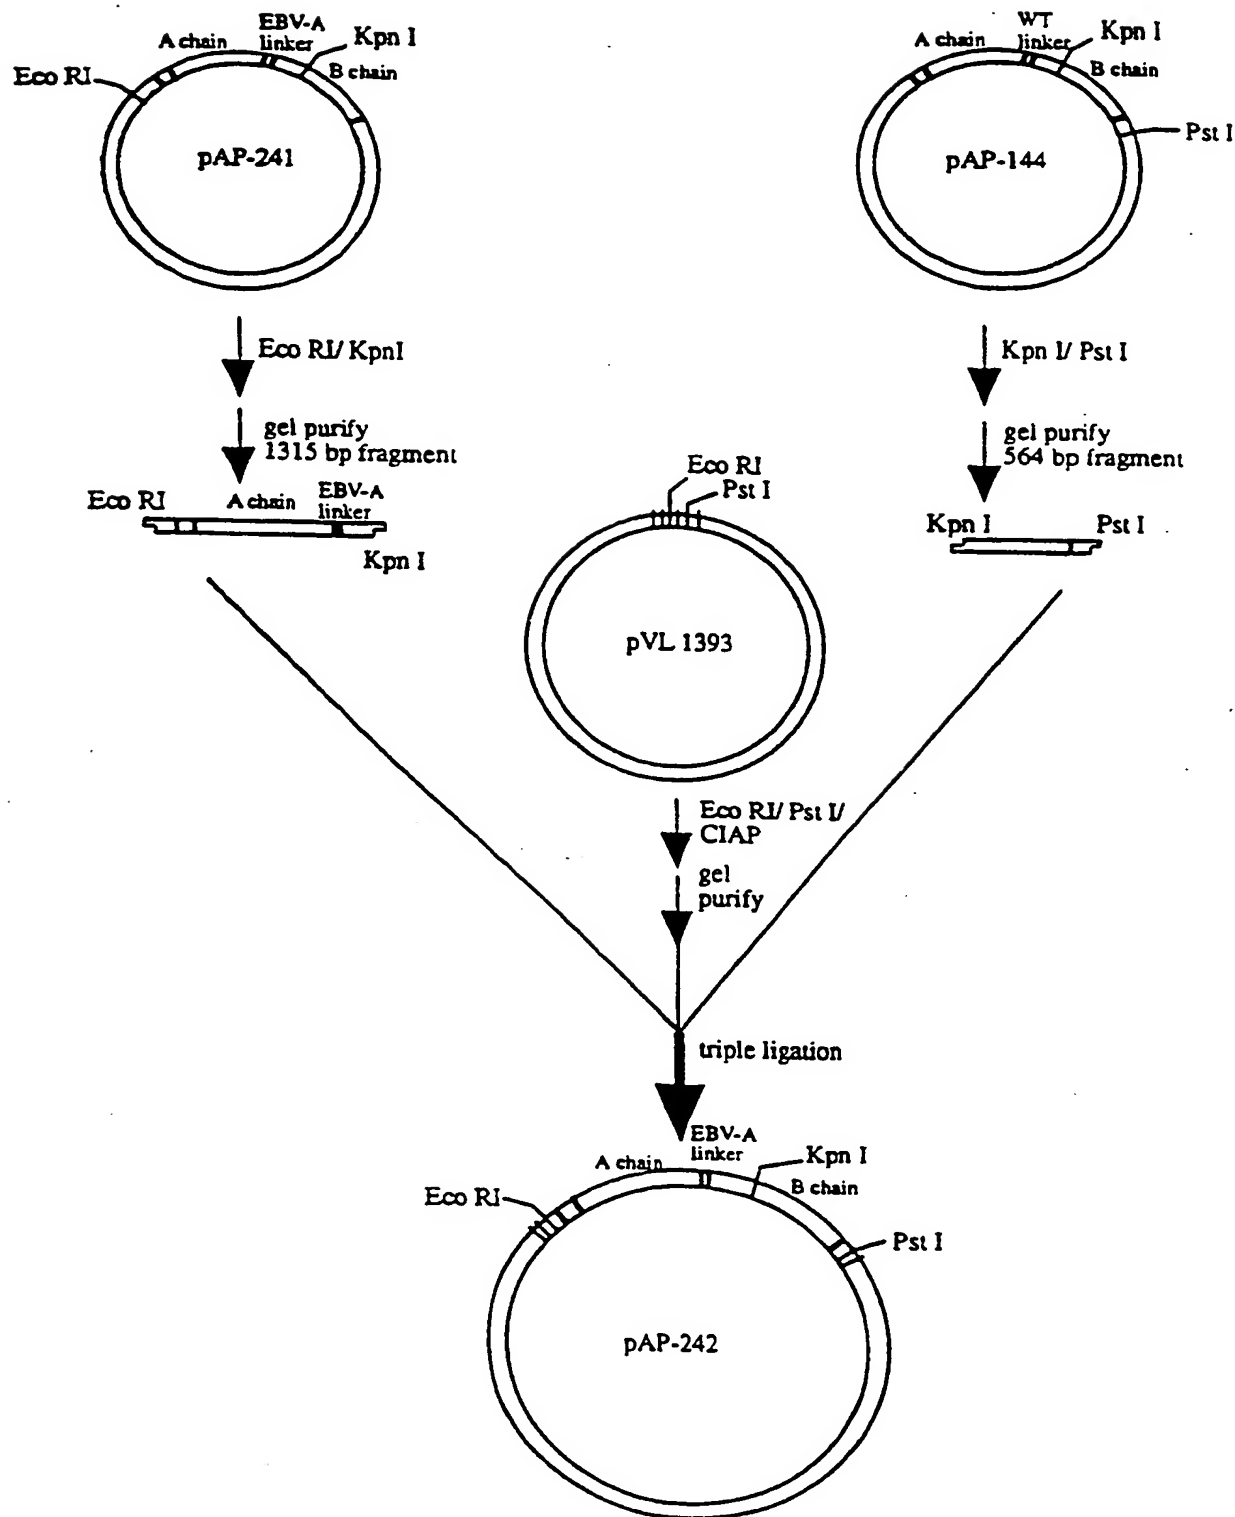 A chain
EBV-A
linker
Kpn I
Eco RI
B chain
pAP-241
A chain
WT
linker
Kpn I
B chain
Pst I
pAP-144
Eco RI/ KpnI
gel purify
1315 bp fragment
Kpn I/ Pst I
gel purify
564 bp fragment
Eco RI
A chain
EBV-A
linker
Kpn I
Eco RI
Pst I
pVL 1393
Kpn I
Pst I
Eco RI/ Pst I/
CIAP
gel
purify
triple ligation
A chain
EBV-A
linker
Kpn I
B chain
Eco RI
Pst I
pAP-242